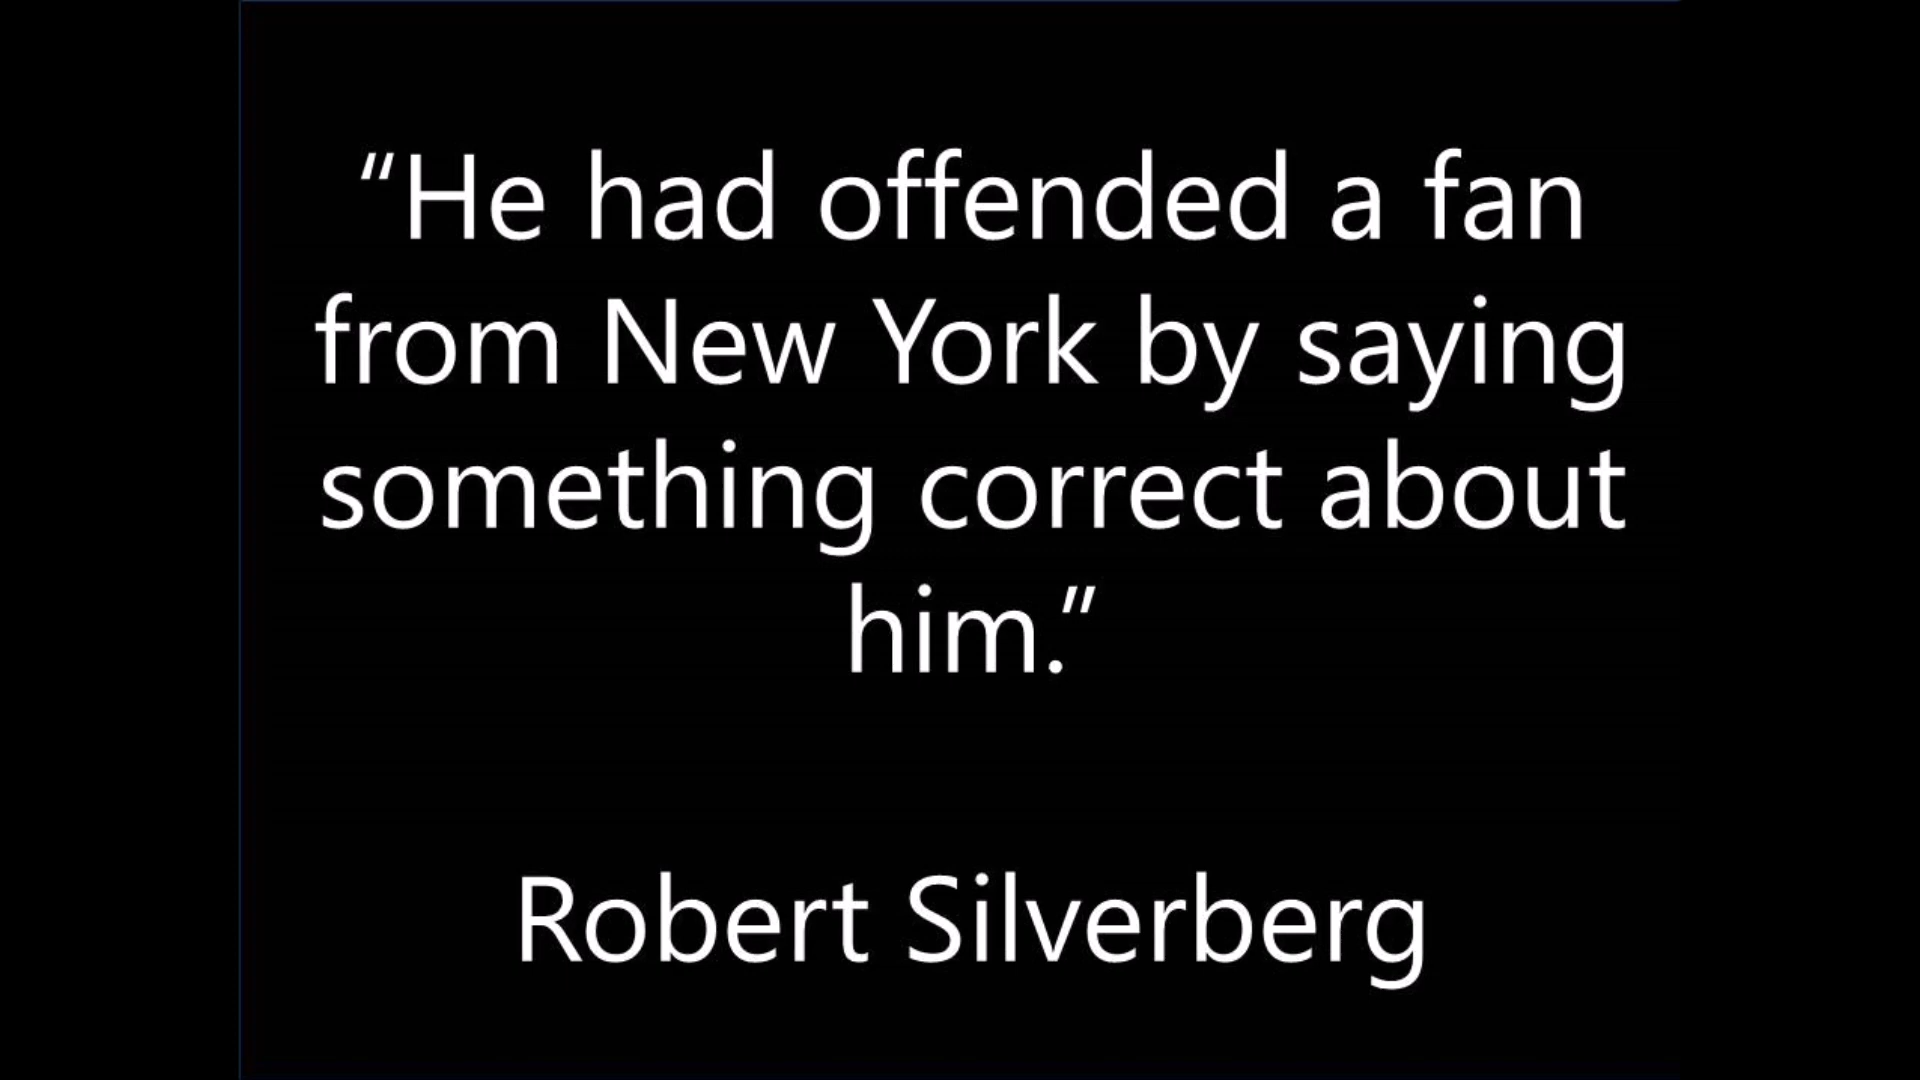 “He had offended a fan
from New York by saying
something correct about
him.”
Robert Silverberg